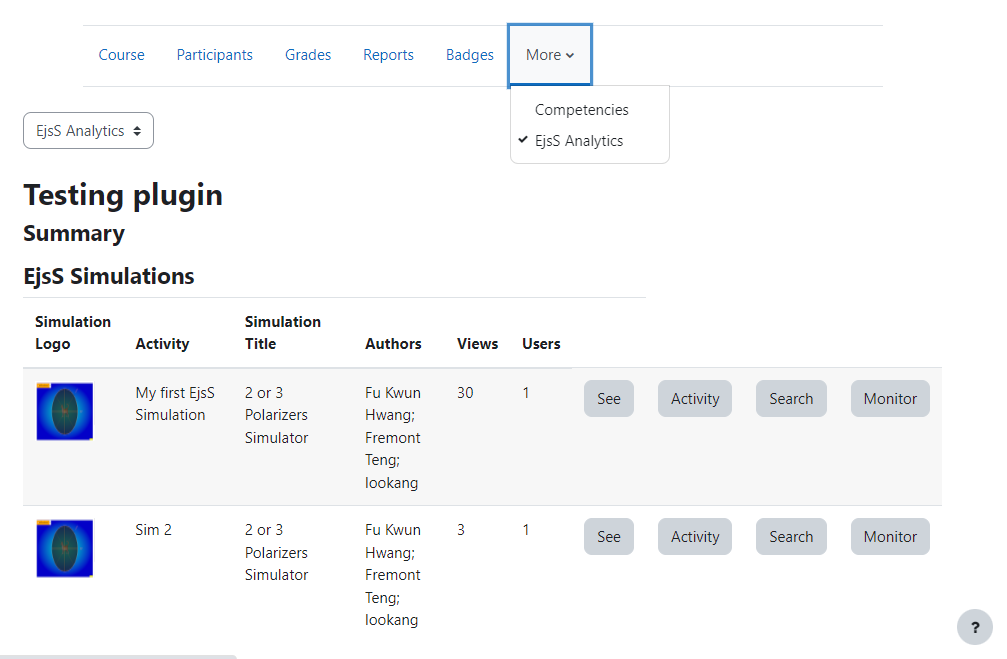 Course Participants Grades Reports Badges More
Competencies
EjsS Analytics
EjsS Analytics
Testing plugin
Summary
EjsS Simulations
Simulation Logo Activity Simulation Title Authors Views Users
My first EjsS Simulation 2 or 3 Polarizers Simulator Fu Kwun Hwang; Fremont Teng; lookang 30 1 See Activity Search Monitor
Sim 2 2 or 3 Polarizers Simulator Fu Kwun Hwang; Fremont Teng; lookang 3 1 See Activity Search Monitor
?